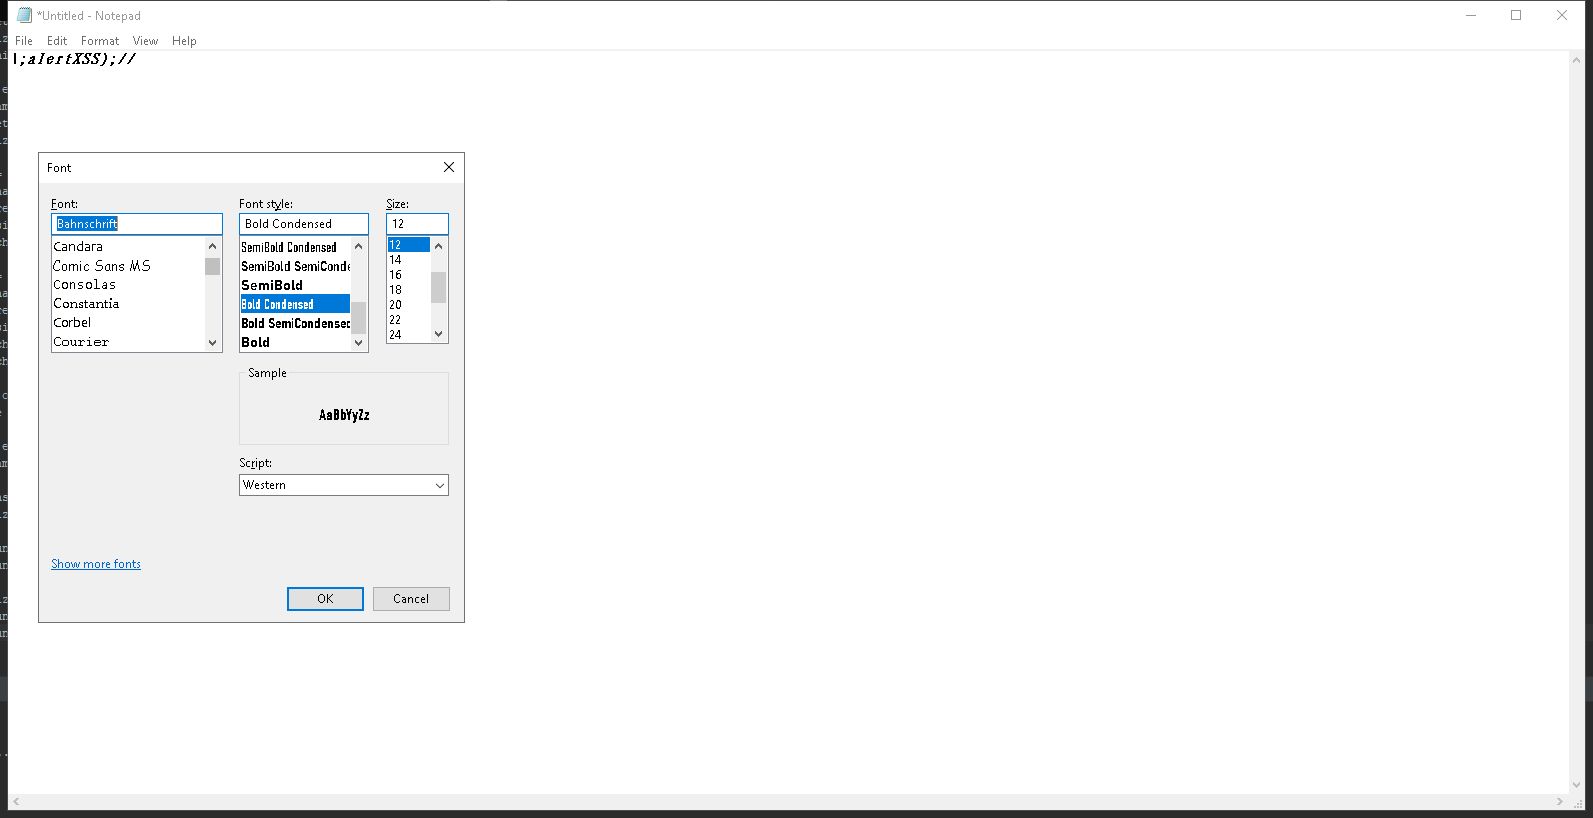 *Untitled - Notepad
File Edit Format View Help
\;alertXSS);//
Font
Font: Font style: Size:
Bahnschrift Bold Condensed 12
Candara
Comic Sans MS
Consolas
Constantia
Corbel
Courier
SemiBold Condensed
SemiBold SemiConde
SemiBold
Bold Condensed
Bold SemiCondensed
Bold
12
14
16
18
20
22
24
Sample
AaBbYyZz
Script:
Western
Show more fonts
OK Cancel